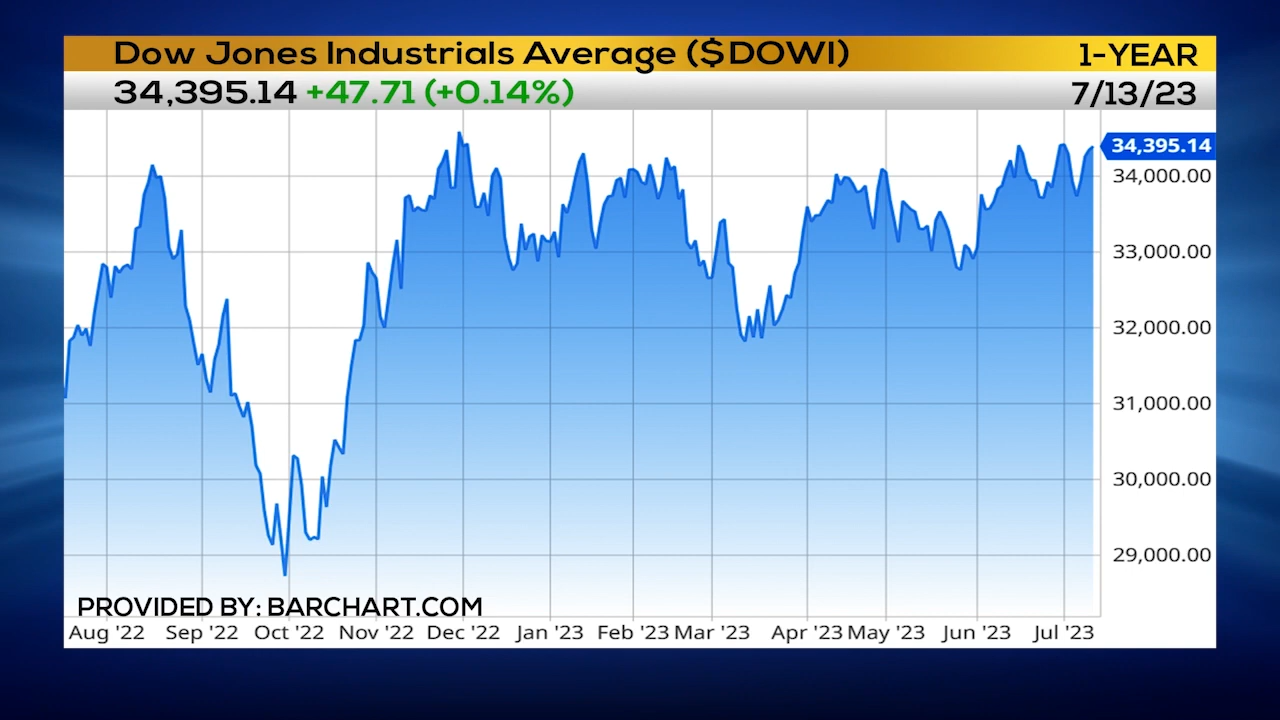 Dow Jones Industrials Average ($DOWI) 1-YEAR
34,395.14 +47.71 (+0.14%) 7/13/23
34,395.14
34,000.00
33,000.00
32,000.00
31,000.00
30,000.00
29,000.00
PROVIDED BY: BARCHART.COM
Aug '22 Sep '22 Oct '22 Nov '22 Dec '22 Jan '23 Feb '23 Mar '23 Apr '23 May '23 Jun '23 Jul '23